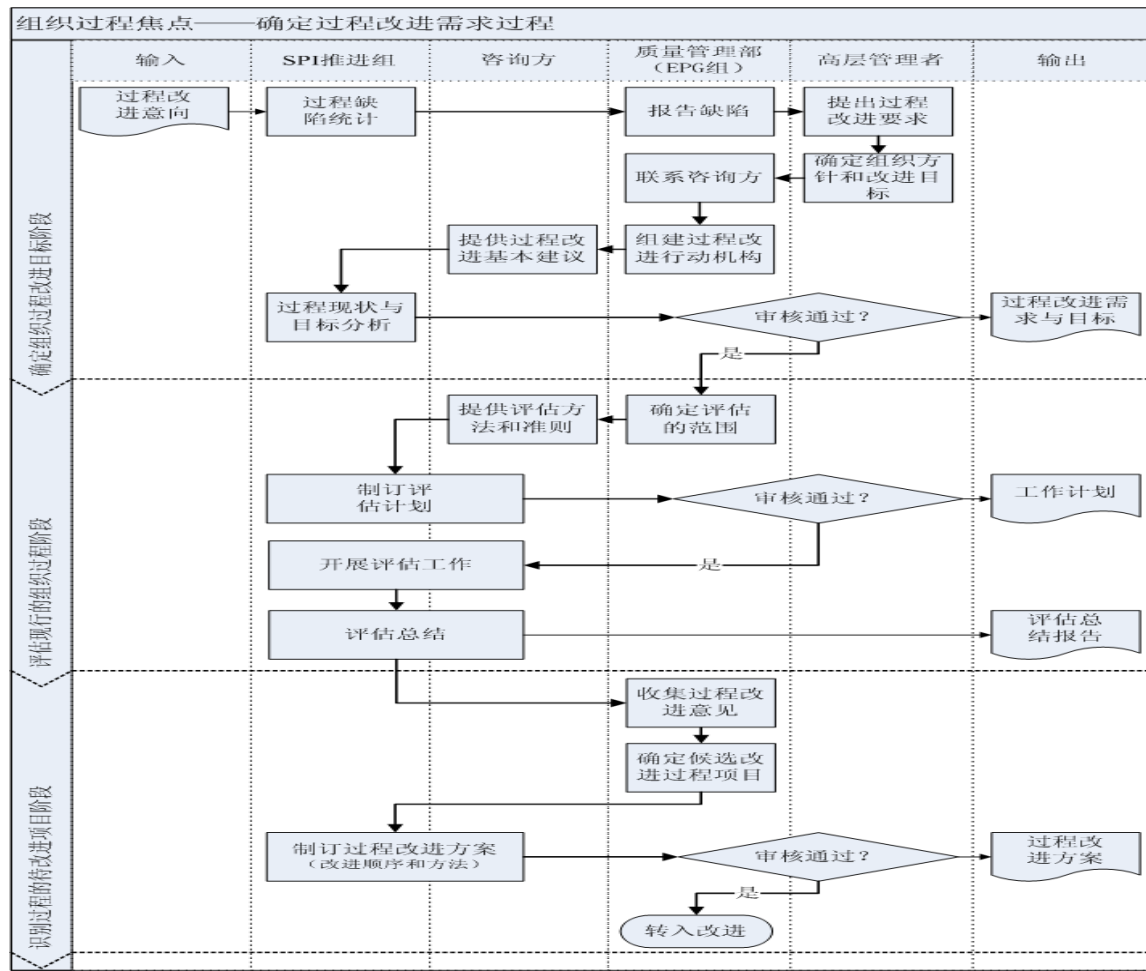 组织过程焦点——确定过程改进需求过程
输入
SPI推进组
咨询方
质量管理部
（EPG组）
高层管理者
输出
确定组织过程改进目标阶段
过程改
进意向
过程缺
陷统计
报告缺陷
提出过程
改进要求
联系咨询方
确定组织方
针和改进目
标
提供过程改
进基本建议
组建过程改
进行动机构
过程现状与
目标分析
审核通过？
过程改进需
求与目标
是
评估现行的组织过程阶段
提供评估方
法和准则
确定评估
的范围
制订评
估计划
审核通过？
工作计划
开展评估工作
是
评估总结
评估总
结报告
识别过程的待改进项目阶段
收集过程改
进意见
确定候选改
进过程项目
制订过程改进方案
（改进顺序和方法）
审核通过？
过程改
进方案
是
转入改进